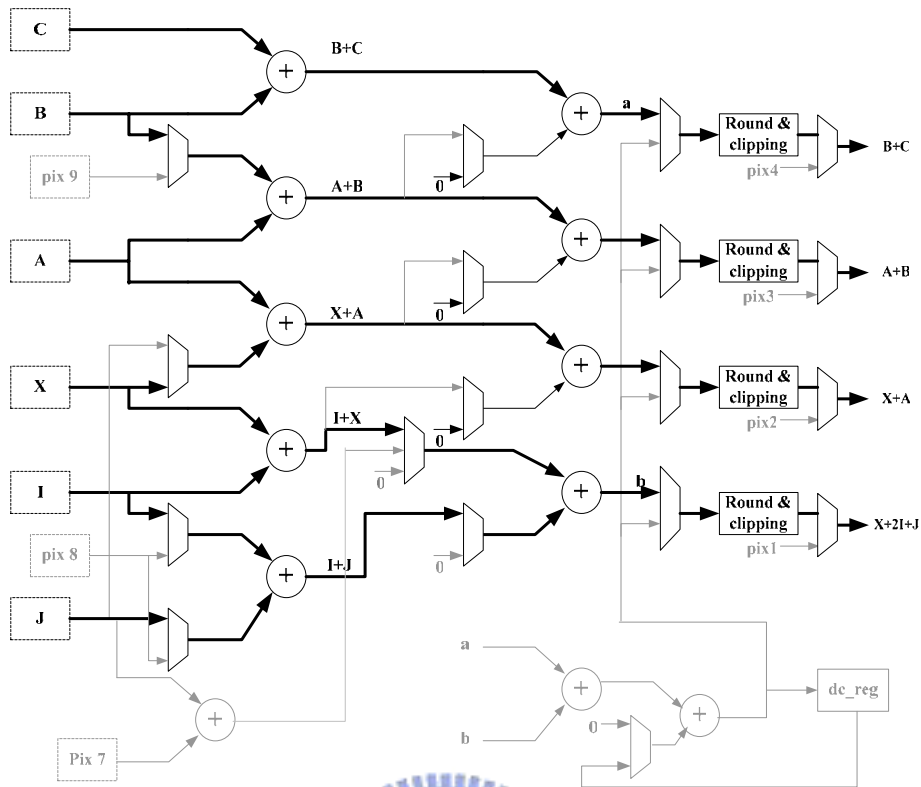 C
B+C
B
a
Round &
clipping
B+C
pix4
pix 9
0
A+B
A
Round &
clipping
A+B
pix3
0
X+A
X
Round &
clipping
X+A
pix2
I+X
0
0
I
b
Round &
clipping
X+2I+J
pix1
pix 8
I+J
0
J
a
dc_reg
0
b
Pix 7
+
+
+
+
+
+
+
+
+
+
+
+